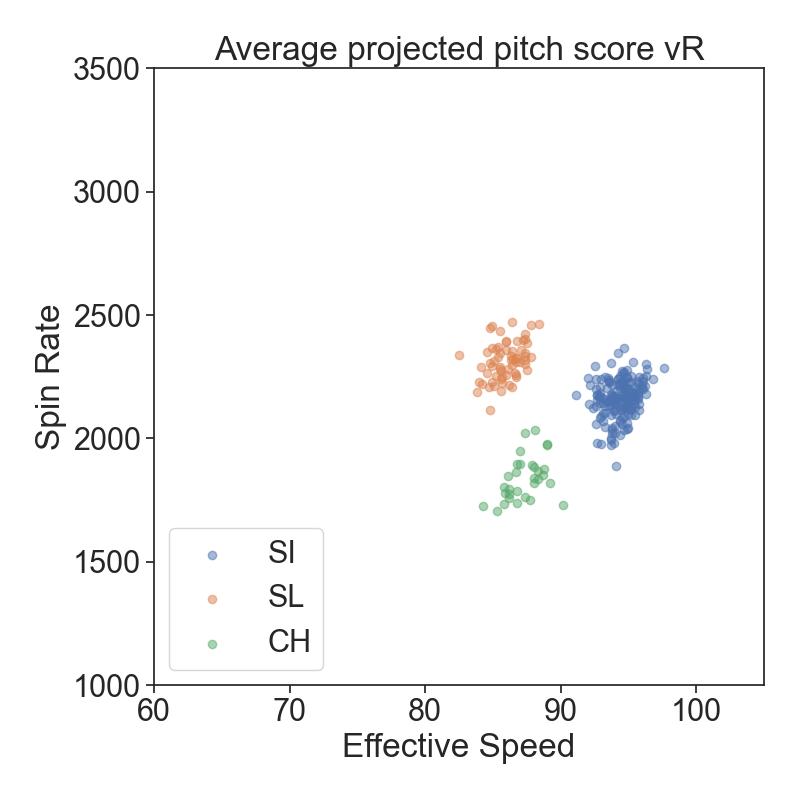 Average projected pitch score vR
3500
3000
2500
2000
1500
1000
Spin Rate
SI
SL
CH
60 70 80 90 100
Effective Speed